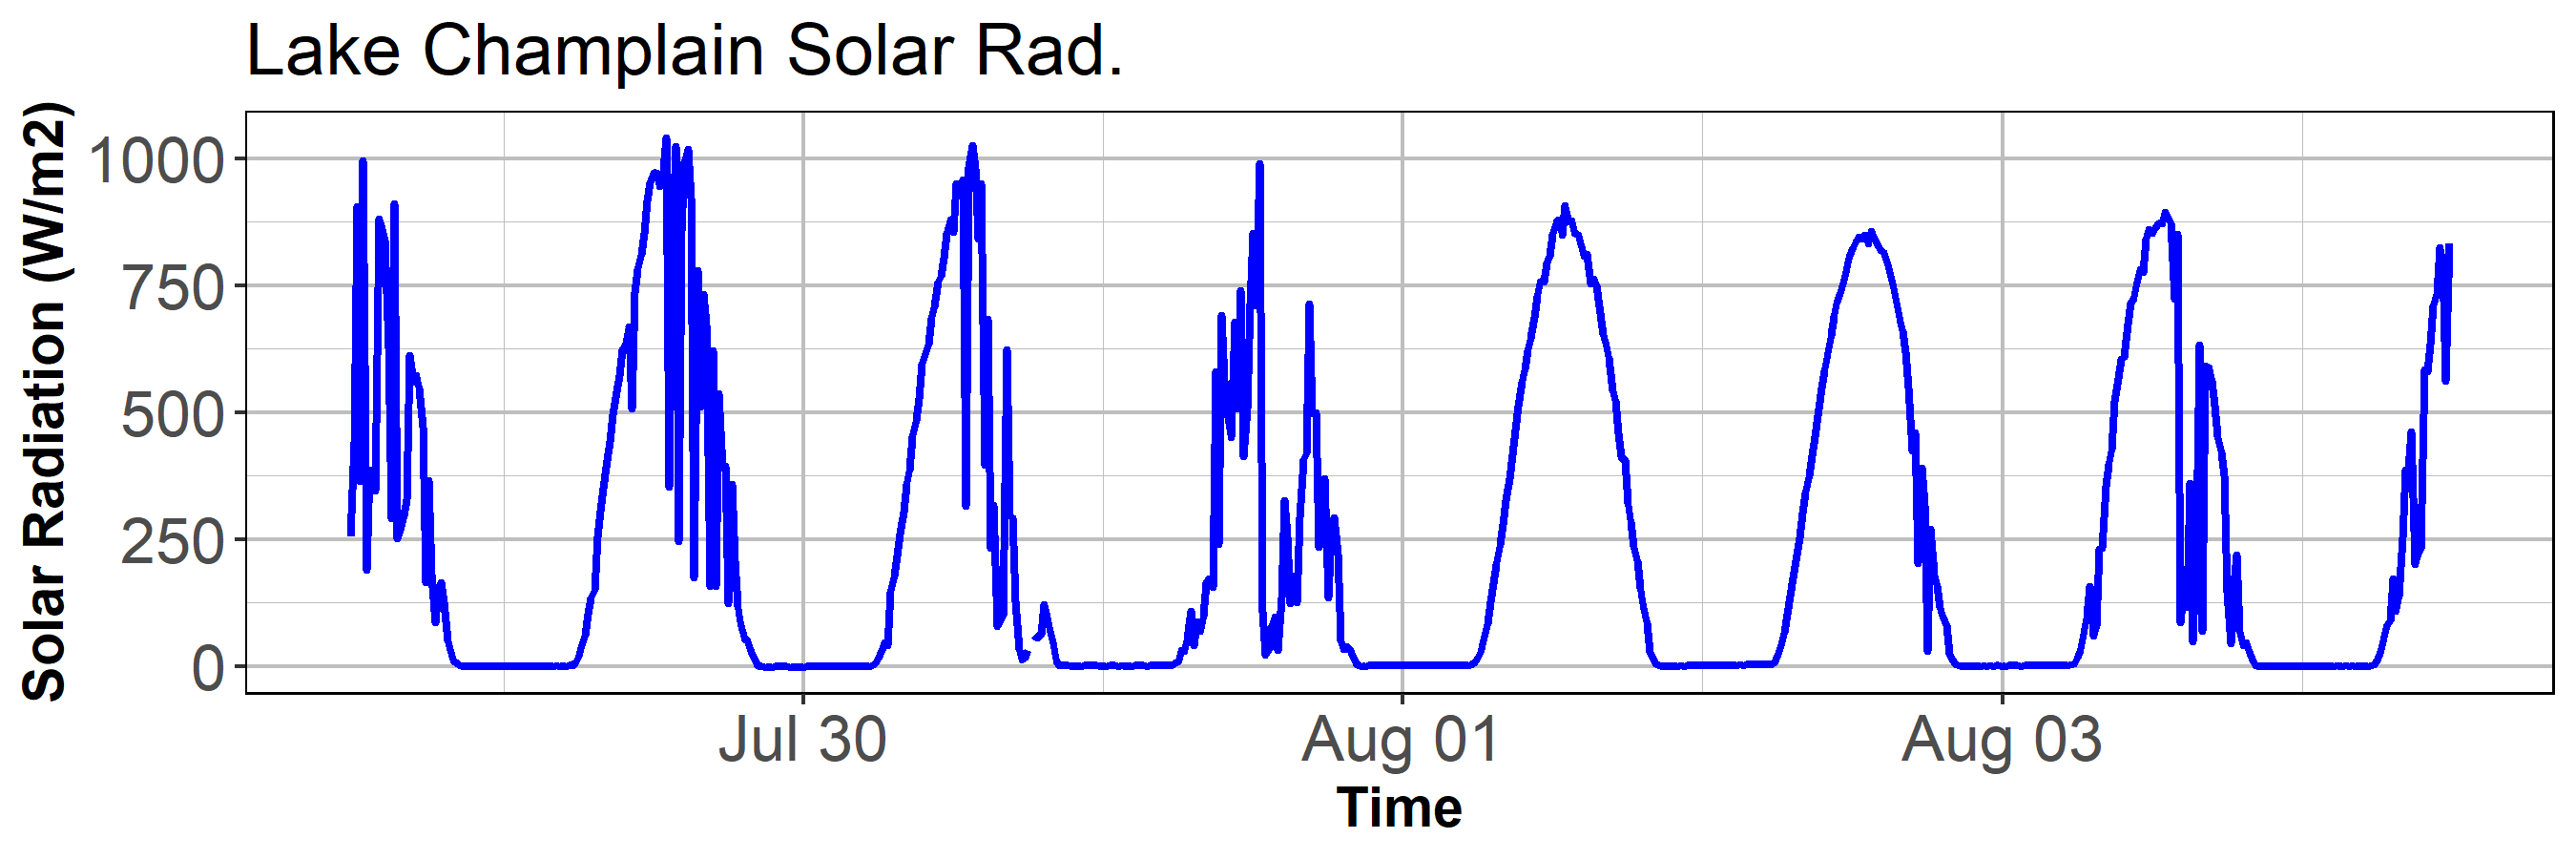 Lake Champlain Solar Rad.
Solar Radiation (W/m2)
1000
750
500
250
0
Jul 30
Aug 01
Aug 03
Time